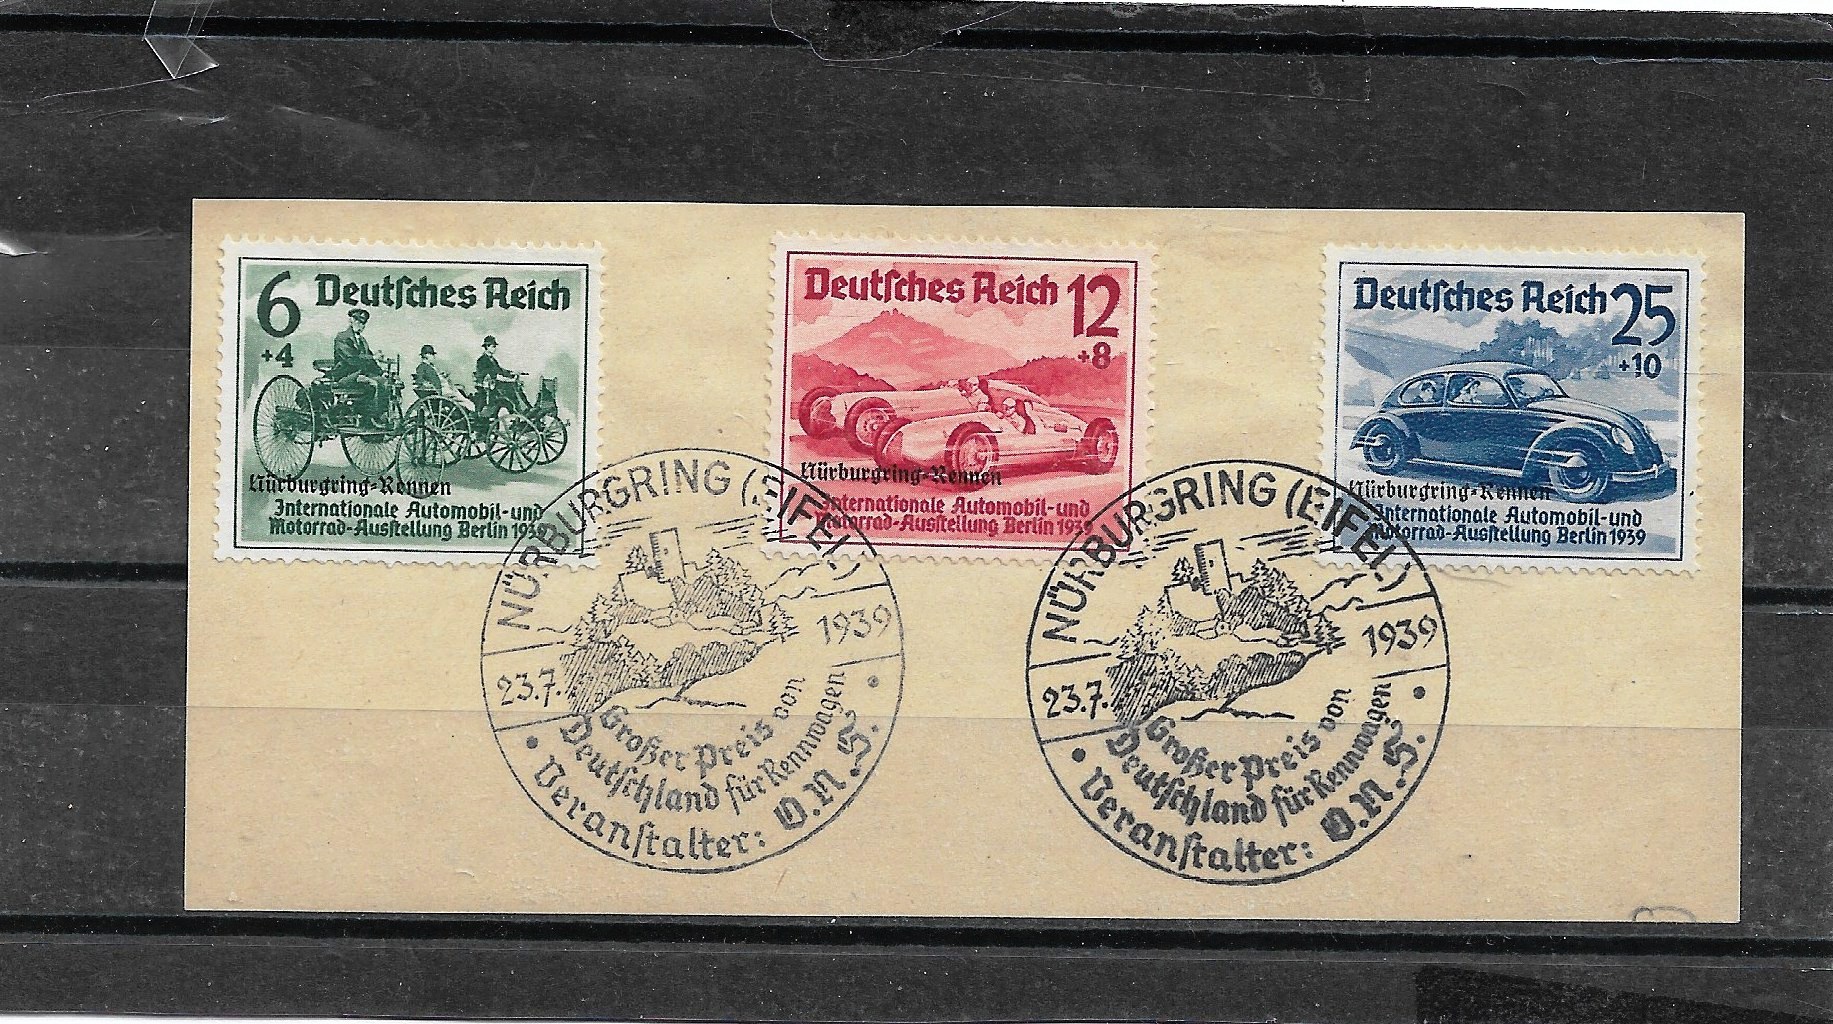 6 Deutſches Reich
+4
Nürburgring-Rennen
Internationale Automobil-und
Motorrad-Ausſtellung Berlin 1939
Deutſches Reich 12
+8
Nürburgring-Rennen
Internationale Automobil-und
Motorrad-Ausſtellung Berlin 1939
Deutſches Reich 25
+10
Nürburgring-Rennen
Internationale Automobil-und
Motorrad-Ausſtellung Berlin 1939
NÜRBURGRING (EIFEL)
23.7. 1939
Großer Preis von
Deutſchland für Rennwagen
Veranſtalter: O.N.S.
NÜRBURGRING (EIFEL)
23.7. 1939
Großer Preis von
Deutſchland für Rennwagen
Veranſtalter: O.N.S.